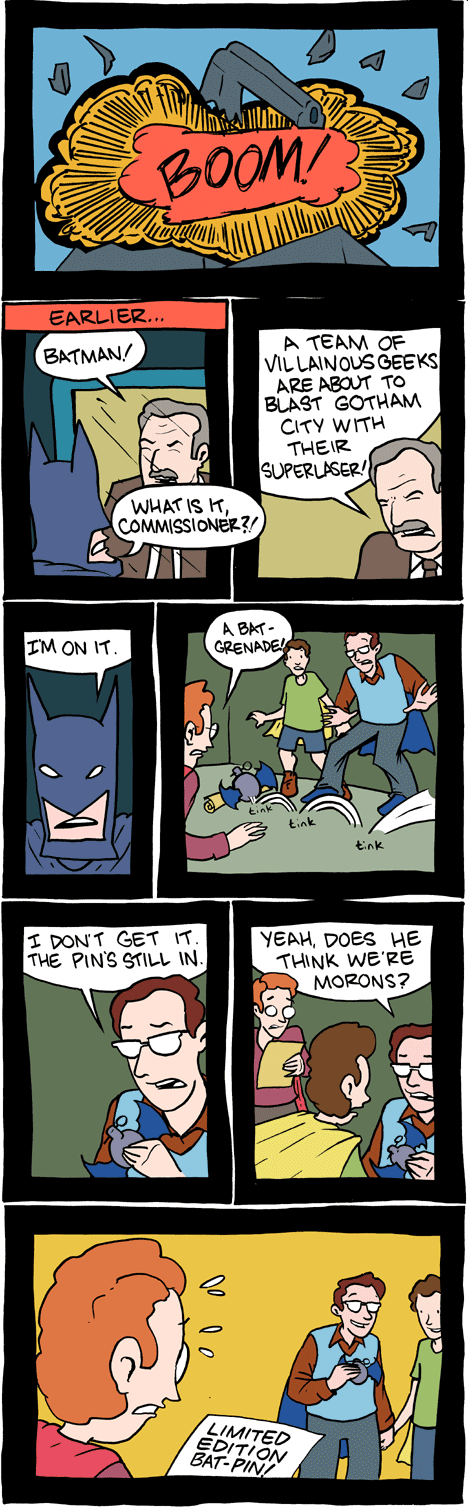 BOOM!
EARLIER...
BATMAN!
WHAT IS IT,
COMMISSIONER?!
A TEAM OF
VILLAINOUS GEEKS
ARE ABOUT TO
BLAST GOTHAM
CITY WITH
THEIR
SUPERLASER!
I'M ON IT.
A BAT-
GRENADE!
tink
tink
tink
I DON'T GET IT.
THE PIN'S STILL IN.
YEAH, DOES HE
THINK WE'RE
MORONS?
LIMITED
EDITION
BAT-PIN!